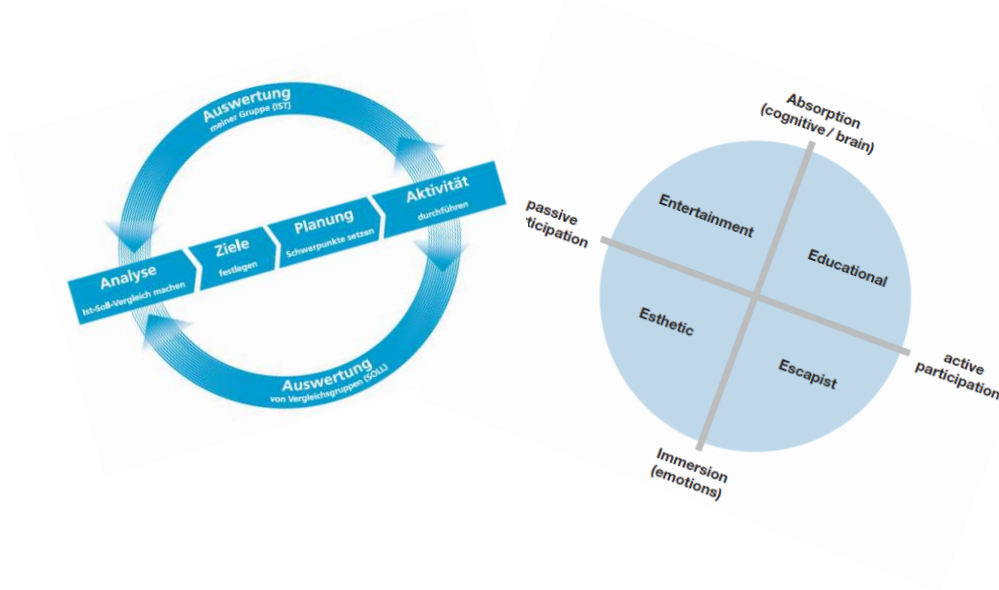 Auswertung
meiner Gruppe (IST)
Analyse
Ist-Soll-Vergleich machen
Ziele
festlegen
Planung
Schwerpunkte setzen
Aktivität
durchführen
Auswertung
von Vergleichsgruppen (SOLL)
Absorption
(cognitive / brain)
passive
ticipation
Entertainment
Educational
Esthetic
Escapist
active
participation
Immersion
(emotions)